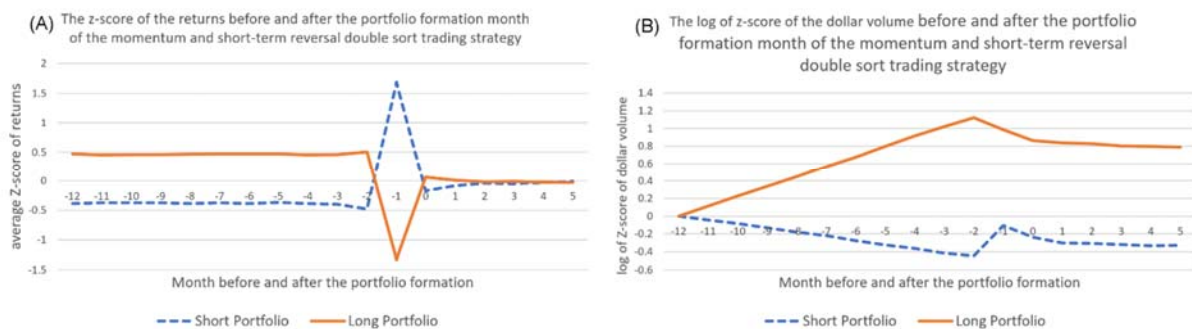 (A) The z-score of the returns before and after the portfolio formation month
of the momentum and short-term reversal double sort trading strategy
average Z-score of returns
2
1.5
1
0.5
0
-0.5
-1
-1.5
-12 -11 -10 -9 -8 -7 -6 -5 -4 -3 -2 -1 0 1 2 3 4 5
Month before and after the portfolio formation
Short Portfolio Long Portfolio
(B) The log of z-score of the dollar volume before and after the portfolio
formation month of the momentum and short-term reversal
double sort trading strategy
log of Z-score of dollar volume
1.4
1.2
1
0.8
0.6
0.4
0.2
0
-0.2
-0.4
-0.6
-12 -11 -10 -9 -8 -7 -6 -5 -4 -3 -2 -1 0 1 2 3 4 5
Month before and after the portfolio formation
Short Portfolio Long Portfolio